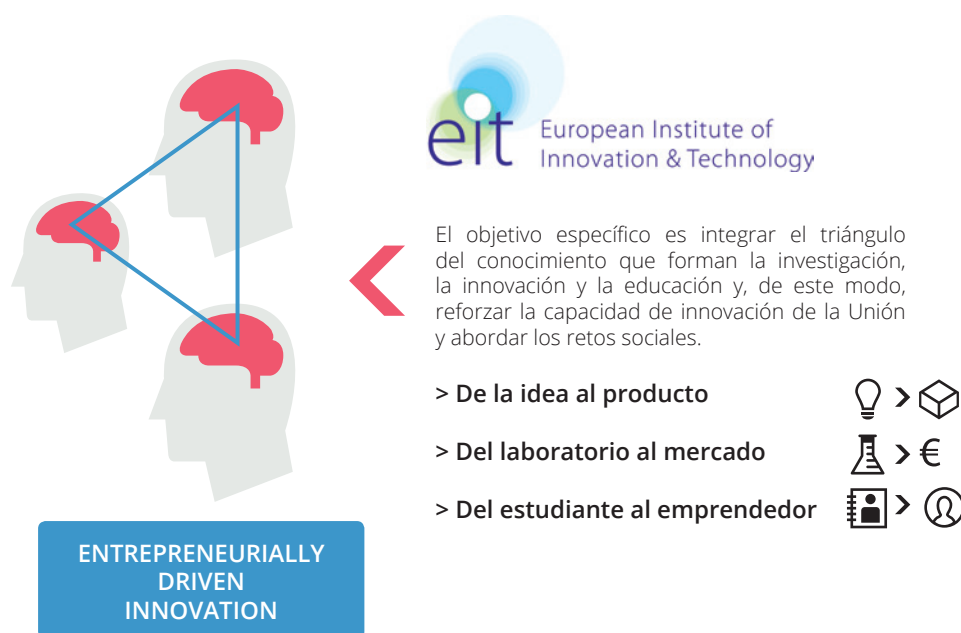 eit European Institute of
Innovation & Technology
El objetivo específico es integrar el triángulo
del conocimiento que forman la investigación,
la innovación y la educación y, de este modo,
reforzar la capacidad de innovación de la Unión
y abordar los retos sociales.
> De la idea al producto
> Del laboratorio al mercado
> €
> Del estudiante al emprendedor
ENTREPRENEURIALLY
DRIVEN
INNOVATION